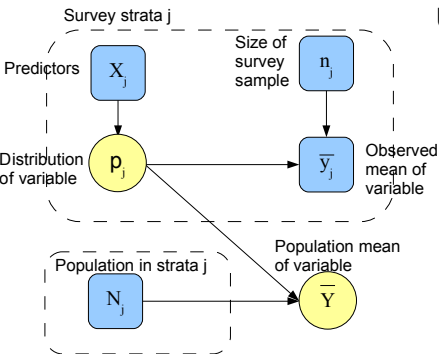 Survey strata j
Predictors
X_j
Size of
survey
sample
n_j
Distribution
of variable
p_j
y̅_j
Observed
mean of
variable
Population mean
of variable
Population in strata j
N_j
Y̅